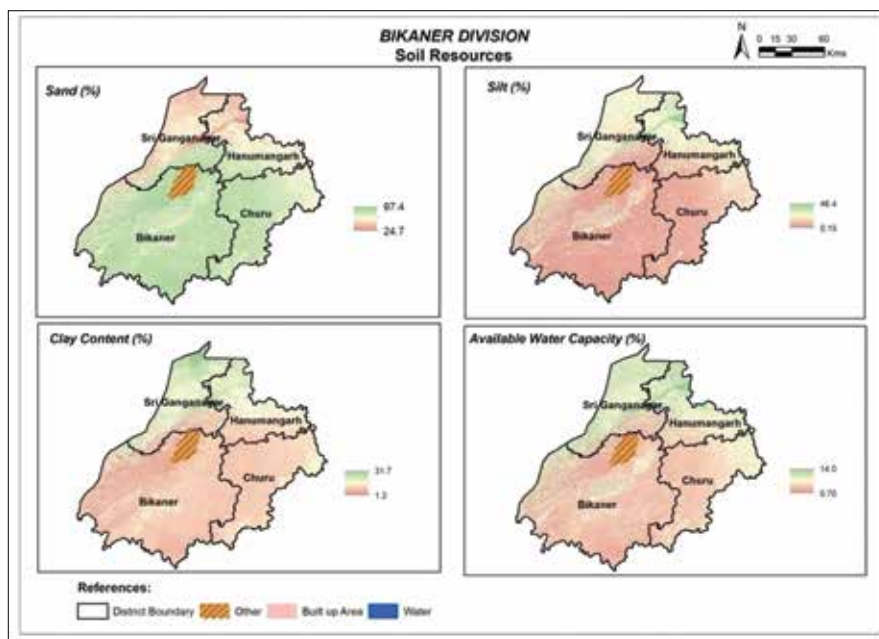 BIKANER DIVISION
Soil Resources
N
0 15 30 60
Kms
Sand (%)
Sri Ganganagar
Hanumangarh
Churu
Bikaner
97.4
24.7
Silt (%)
Sri Ganganagar
Hanumangarh
Churu
Bikaner
46.4
0.15
Clay Content (%)
Sri Ganganagar
Hanumangarh
Churu
Bikaner
31.7
1.3
Available Water Capacity (%)
Sri Ganganagar
Hanumangarh
Churu
Bikaner
14.0
0.70
References:
District Boundary Other Built up Area Water